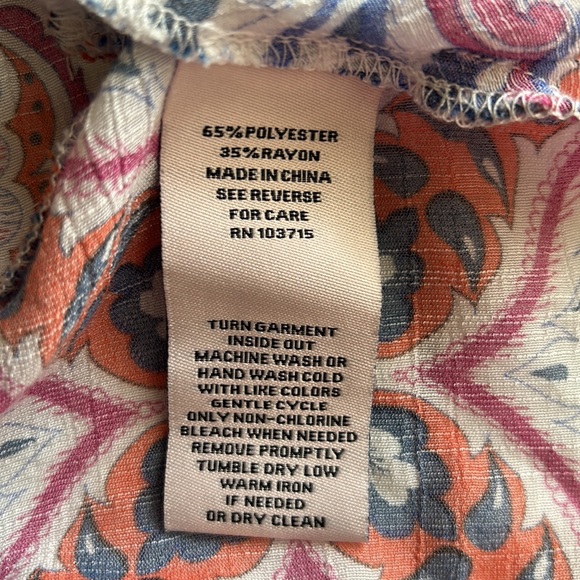 65% POLYESTER
35% RAYON
MADE IN CHINA
SEE REVERSE
FOR CARE
RN 103715
TURN GARMENT
INSIDE OUT
MACHINE WASH OR
HAND WASH COLD
WITH LIKE COLORS
GENTLE CYCLE
ONLY NON-CHLORINE
BLEACH WHEN NEEDED
REMOVE PROMPTLY
TUMBLE DRY LOW
WARM IRON
IF NEEDED
OR DRY CLEAN